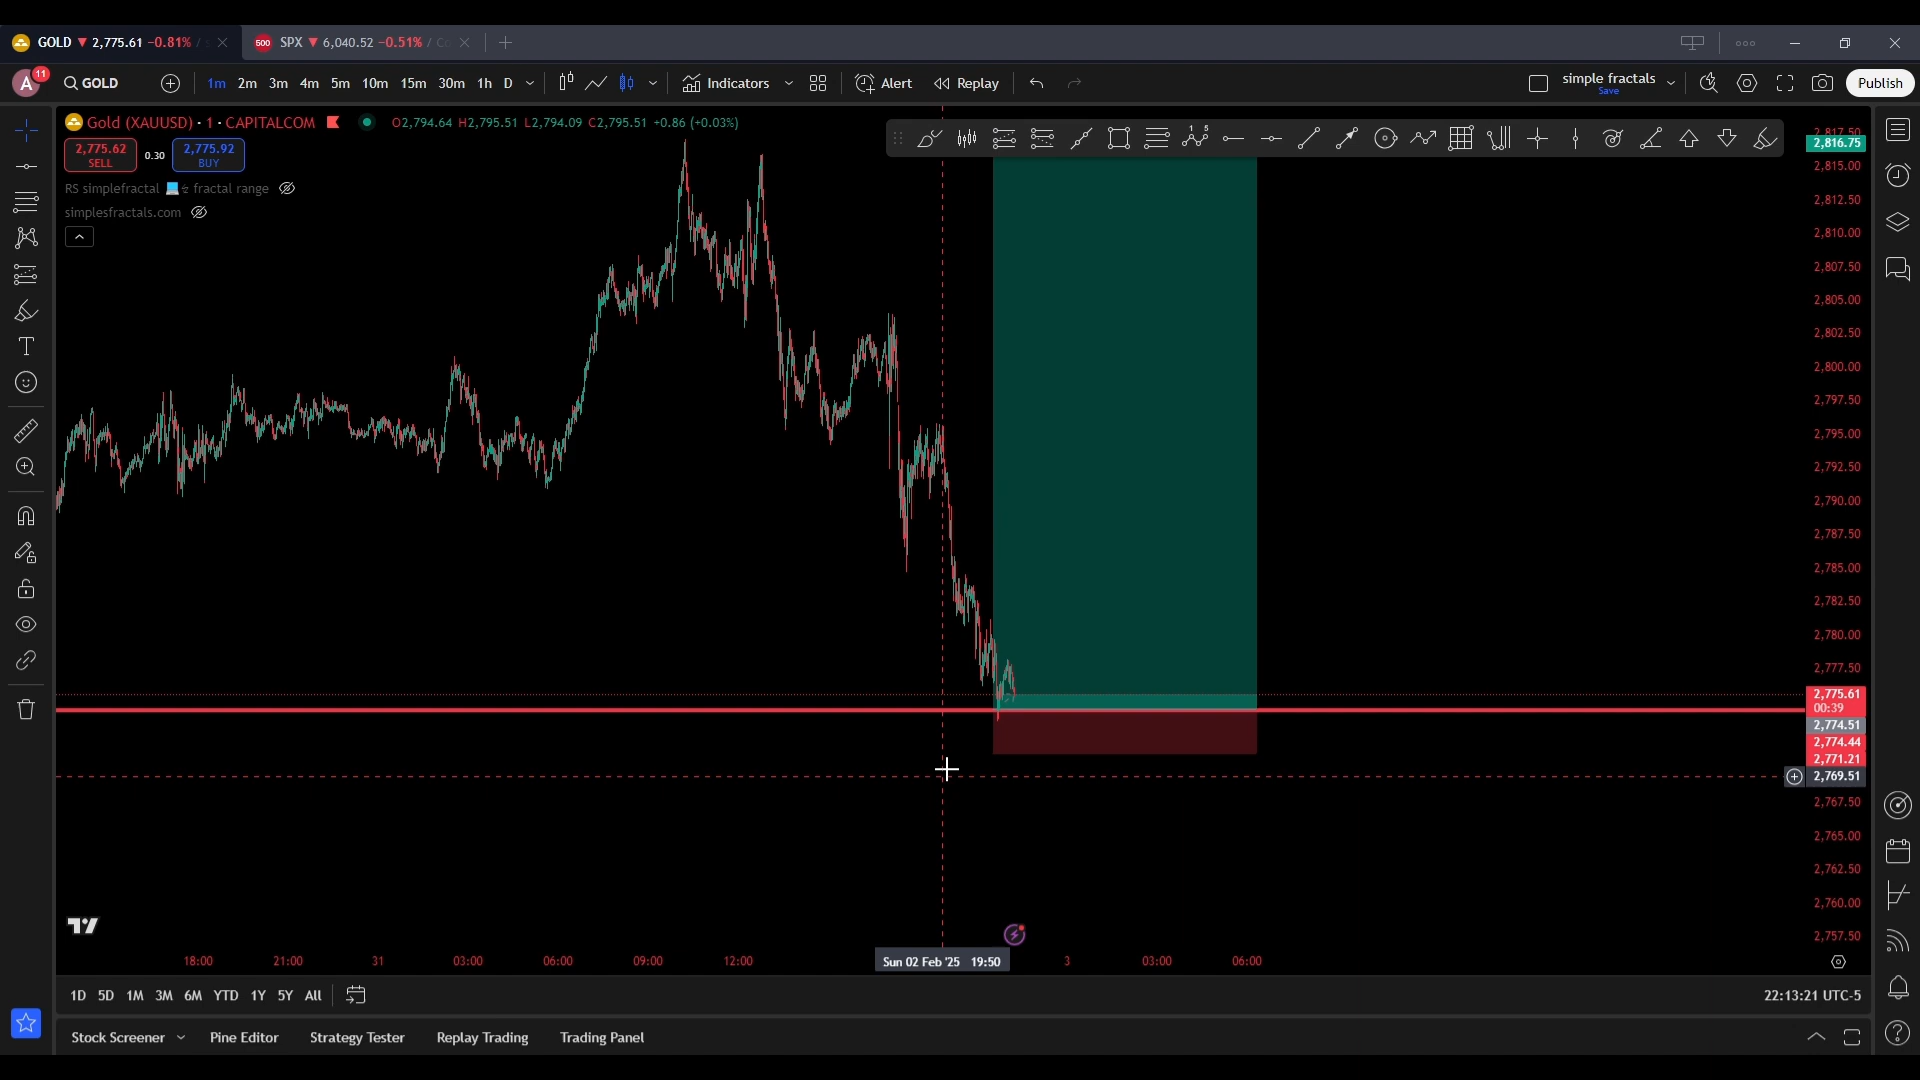 GOLD ▼ 2,775.61 −0.81% /
500 SPX ▼ 6,040.52 −0.51% / Co
A 11 GOLD 1m 2m 3m 4m 5m 10m 15m 30m 1h D Indicators Alert Replay simple fractals Save Publish
Gold (XAUUSD) · 1 · CAPITALCOM O2,794.64 H2,795.51 L2,794.09 C2,795.51 +0.86 (+0.03%)
2,775.62 SELL 0.30 2,775.92 BUY
RS simplefractal fractal range
simplesfractals.com
1 5
T
2,817.50
2,816.75
2,815.00
2,812.50
2,810.00
2,807.50
2,805.00
2,802.50
2,800.00
2,797.50
2,795.00
2,792.50
2,790.00
2,787.50
2,785.00
2,782.50
2,780.00
2,777.50
2,775.61
00:39
2,774.51
2,774.44
2,771.21
2,769.51
2,767.50
2,765.00
2,762.50
2,760.00
2,757.50
18:00 21:00 31 03:00 06:00 09:00 12:00 Sun 02 Feb '25 19:50 3 03:00 06:00
1D 5D 1M 3M 6M YTD 1Y 5Y All 22:13:21 UTC-5
Stock Screener Pine Editor Strategy Tester Replay Trading Trading Panel